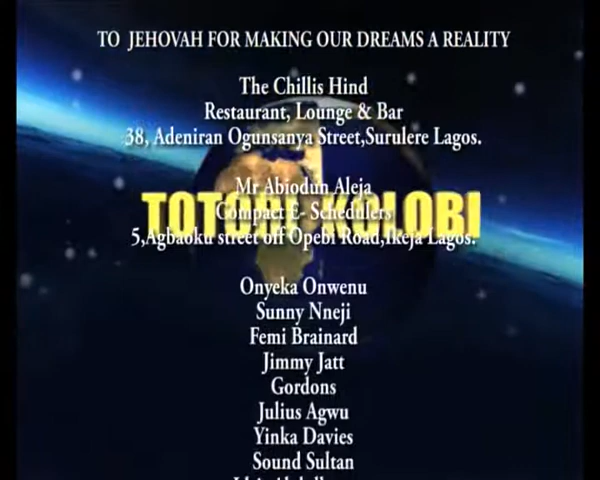 TO JEHOVAH FOR MAKING OUR DREAMS A REALITY
The Chillis Hind
Restaurant, Lounge & Bar
38, Adeniran Ogunsanya Street,Surulere Lagos.
Mr Abiodun Aleja
Compact E- Schedulers
5,Agbaoku street off Opebi Road,Ikeja Lagos.
Onyeka Onwenu
Sunny Nneji
Femi Brainard
Jimmy Jatt
Gordons
Julius Agwu
Yinka Davies
Sound Sultan